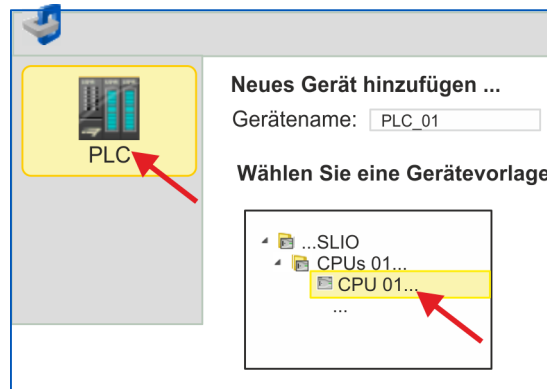 PLC
Neues Gerät hinzufügen ...
Gerätename: PLC_01
Wählen Sie eine Gerätevorlage
...SLIO
CPUs 01...
CPU 01...
...